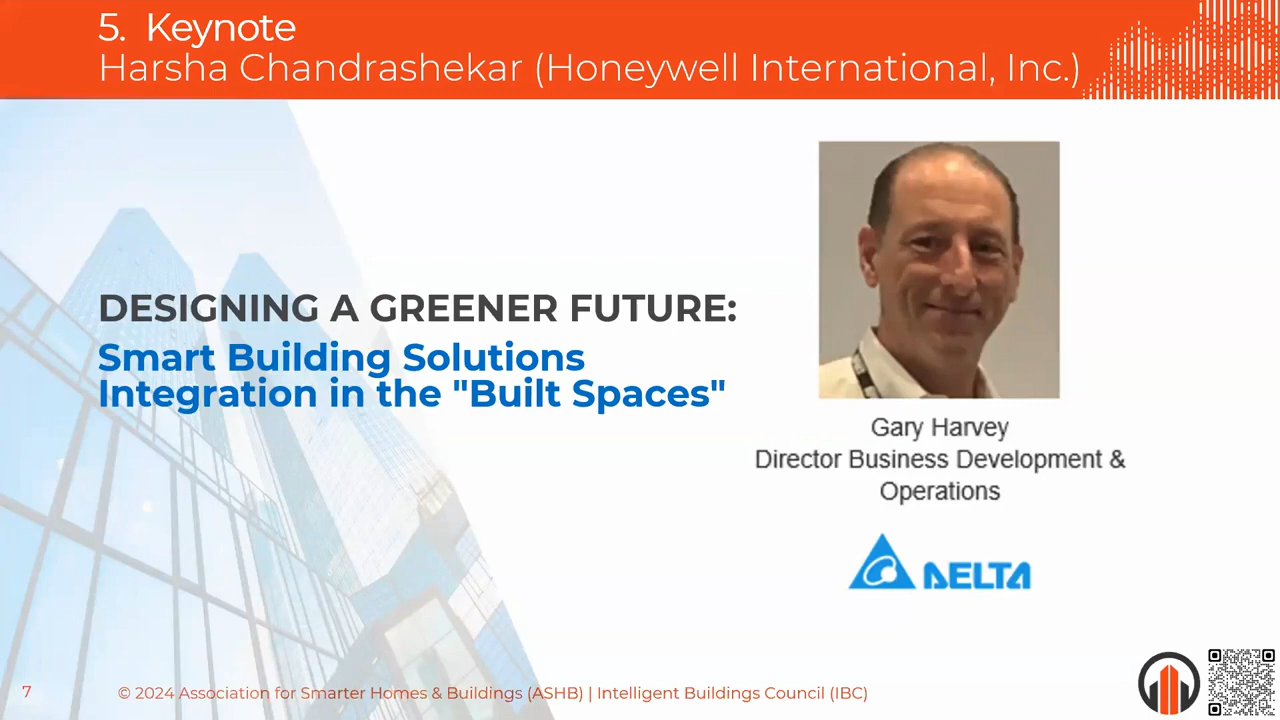 5. Keynote
Harsha Chandrashekar (Honeywell International, Inc.)
DESIGNING A GREENER FUTURE:
Smart Building Solutions
Integration in the "Built Spaces"
Gary Harvey
Director Business Development &
Operations
DELTA
7
© 2024 Association for Smarter Homes & Buildings (ASHB) | Intelligent Buildings Council (IBC)